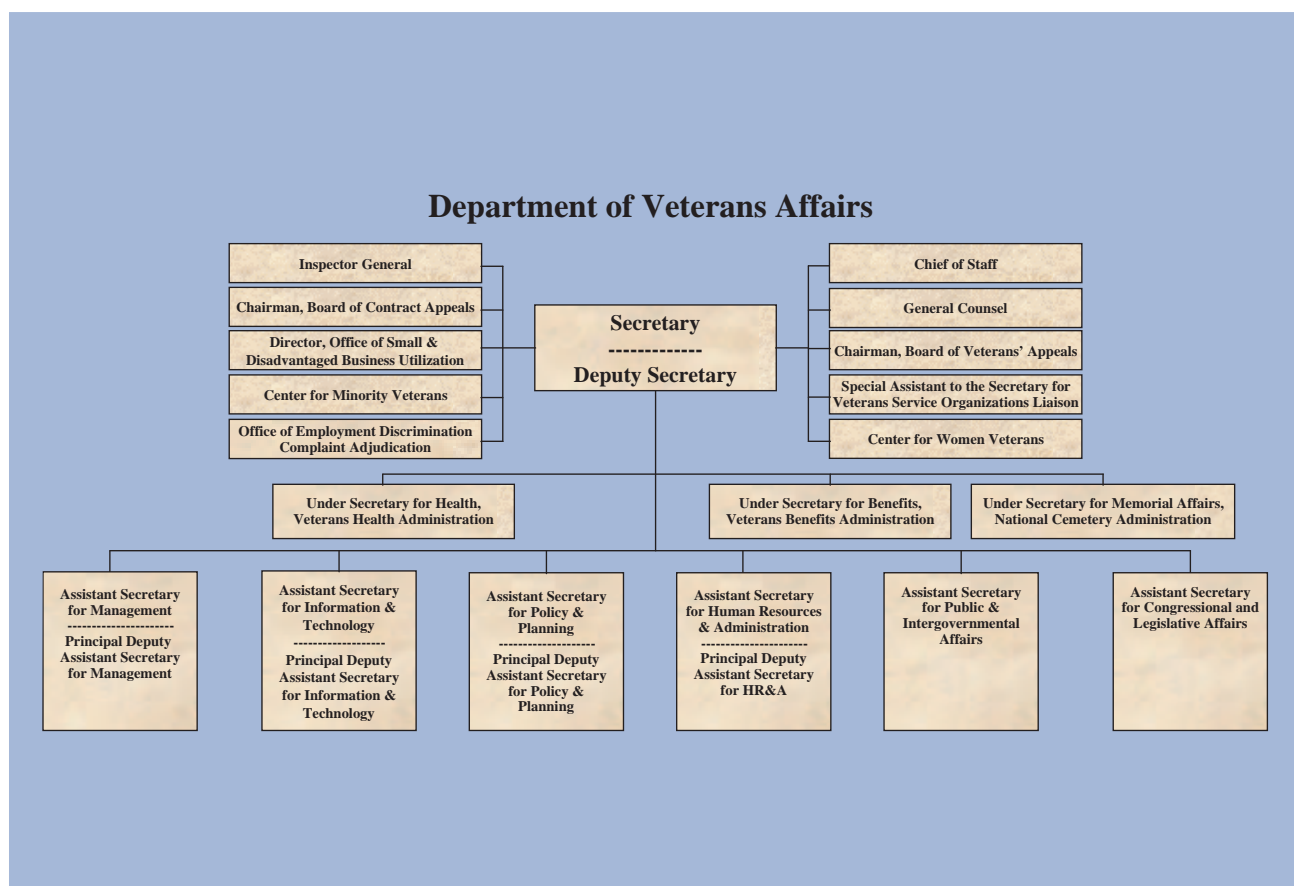 Department of Veterans Affairs
Inspector General
Chairman, Board of Contract Appeals
Director, Office of Small &
Disadvantaged Business Utilization
Center for Minority Veterans
Office of Employment Discrimination
Complaint Adjudication
Secretary
-------------
Deputy Secretary
Chief of Staff
General Counsel
Chairman, Board of Veterans’ Appeals
Special Assistant to the Secretary for
Veterans Service Organizations Liaison
Center for Women Veterans
Under Secretary for Health,
Veterans Health Administration
Under Secretary for Benefits,
Veterans Benefits Administration
Under Secretary for Memorial Affairs,
National Cemetery Administration
Assistant Secretary
for Management
---------------------
Principal Deputy
Assistant Secretary
for Management
Assistant Secretary
for Information &
Technology
------------------
Principal Deputy
Assistant Secretary
for Information &
Technology
Assistant Secretary
for Policy &
Planning
-------------------
Principal Deputy
Assistant Secretary
for Policy &
Planning
Assistant Secretary
for Human Resources
& Administration
---------------------
Principal Deputy
Assistant Secretary
for HR&A
Assistant Secretary
for Public &
Intergovernmental
Affairs
Assistant Secretary
for Congressional and
Legislative Affairs